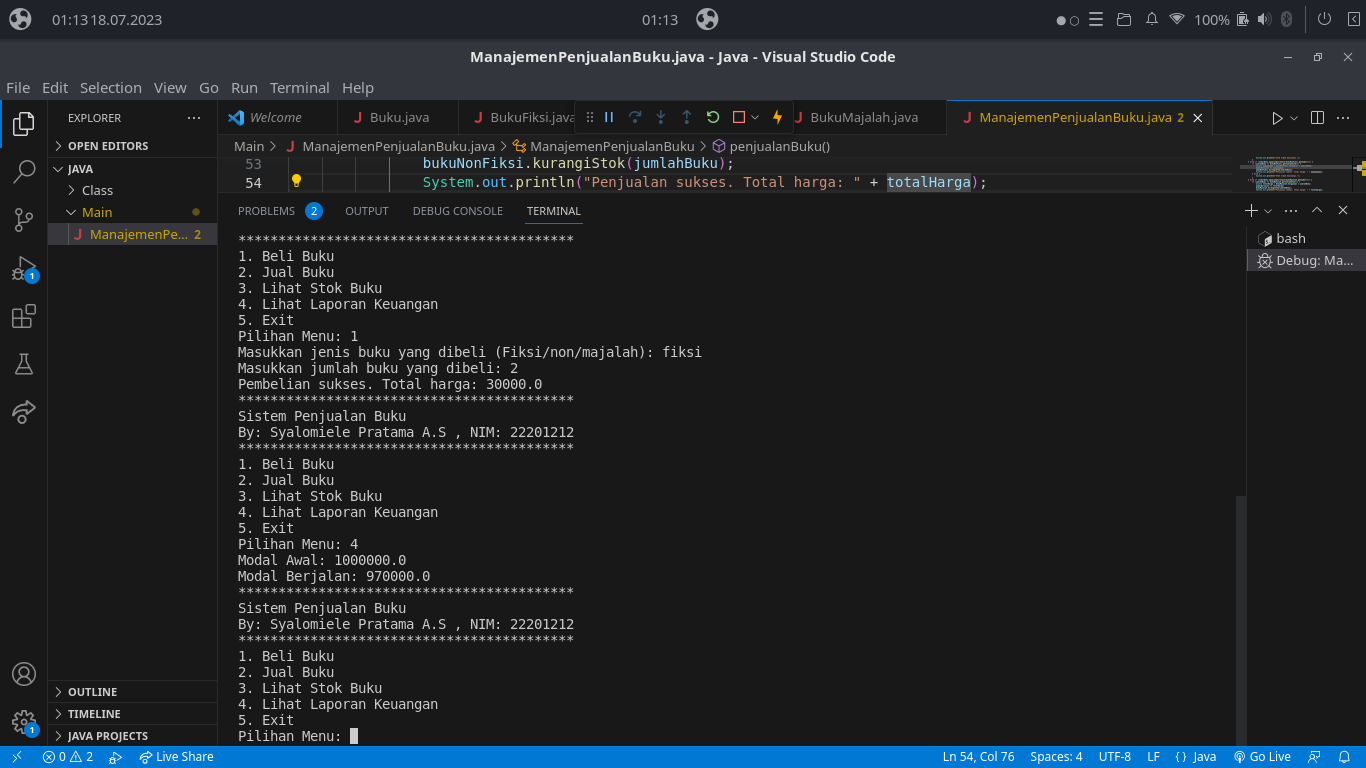 01:13 18.07.2023
01:13
100%
ManajemenPenjualanBuku.java - Java - Visual Studio Code
File Edit Selection View Go Run Terminal Help
EXPLORER
OPEN EDITORS
JAVA
Class
Main
ManajemenPe... 2
OUTLINE
TIMELINE
JAVA PROJECTS
1
1
Welcome
Buku.java
BukuFiksi.java
BukuMajalah.java
ManajemenPenjualanBuku.java 2
Main > ManajemenPenjualanBuku.java > ManajemenPenjualanBuku > penjualanBuku()
53 bukuNonFiksi.kurangiStok(jumlahBuku);
54 System.out.println("Penjualan sukses. Total harga: " + totalHarga);
PROBLEMS 2 OUTPUT DEBUG CONSOLE TERMINAL
bash
Debug: Ma...
******************************************
1. Beli Buku
2. Jual Buku
3. Lihat Stok Buku
4. Lihat Laporan Keuangan
5. Exit
Pilihan Menu: 1
Masukkan jenis buku yang dibeli (Fiksi/non/majalah): fiksi
Masukkan jumlah buku yang dibeli: 2
Pembelian sukses. Total harga: 30000.0
******************************************
Sistem Penjualan Buku
By: Syalomiele Pratama A.S , NIM: 22201212
******************************************
1. Beli Buku
2. Jual Buku
3. Lihat Stok Buku
4. Lihat Laporan Keuangan
5. Exit
Pilihan Menu: 4
Modal Awal: 1000000.0
Modal Berjalan: 970000.0
******************************************
Sistem Penjualan Buku
By: Syalomiele Pratama A.S , NIM: 22201212
******************************************
1. Beli Buku
2. Jual Buku
3. Lihat Stok Buku
4. Lihat Laporan Keuangan
5. Exit
Pilihan Menu:
0 2 Live Share Ln 54, Col 76 Spaces: 4 UTF-8 LF { } Java Go Live